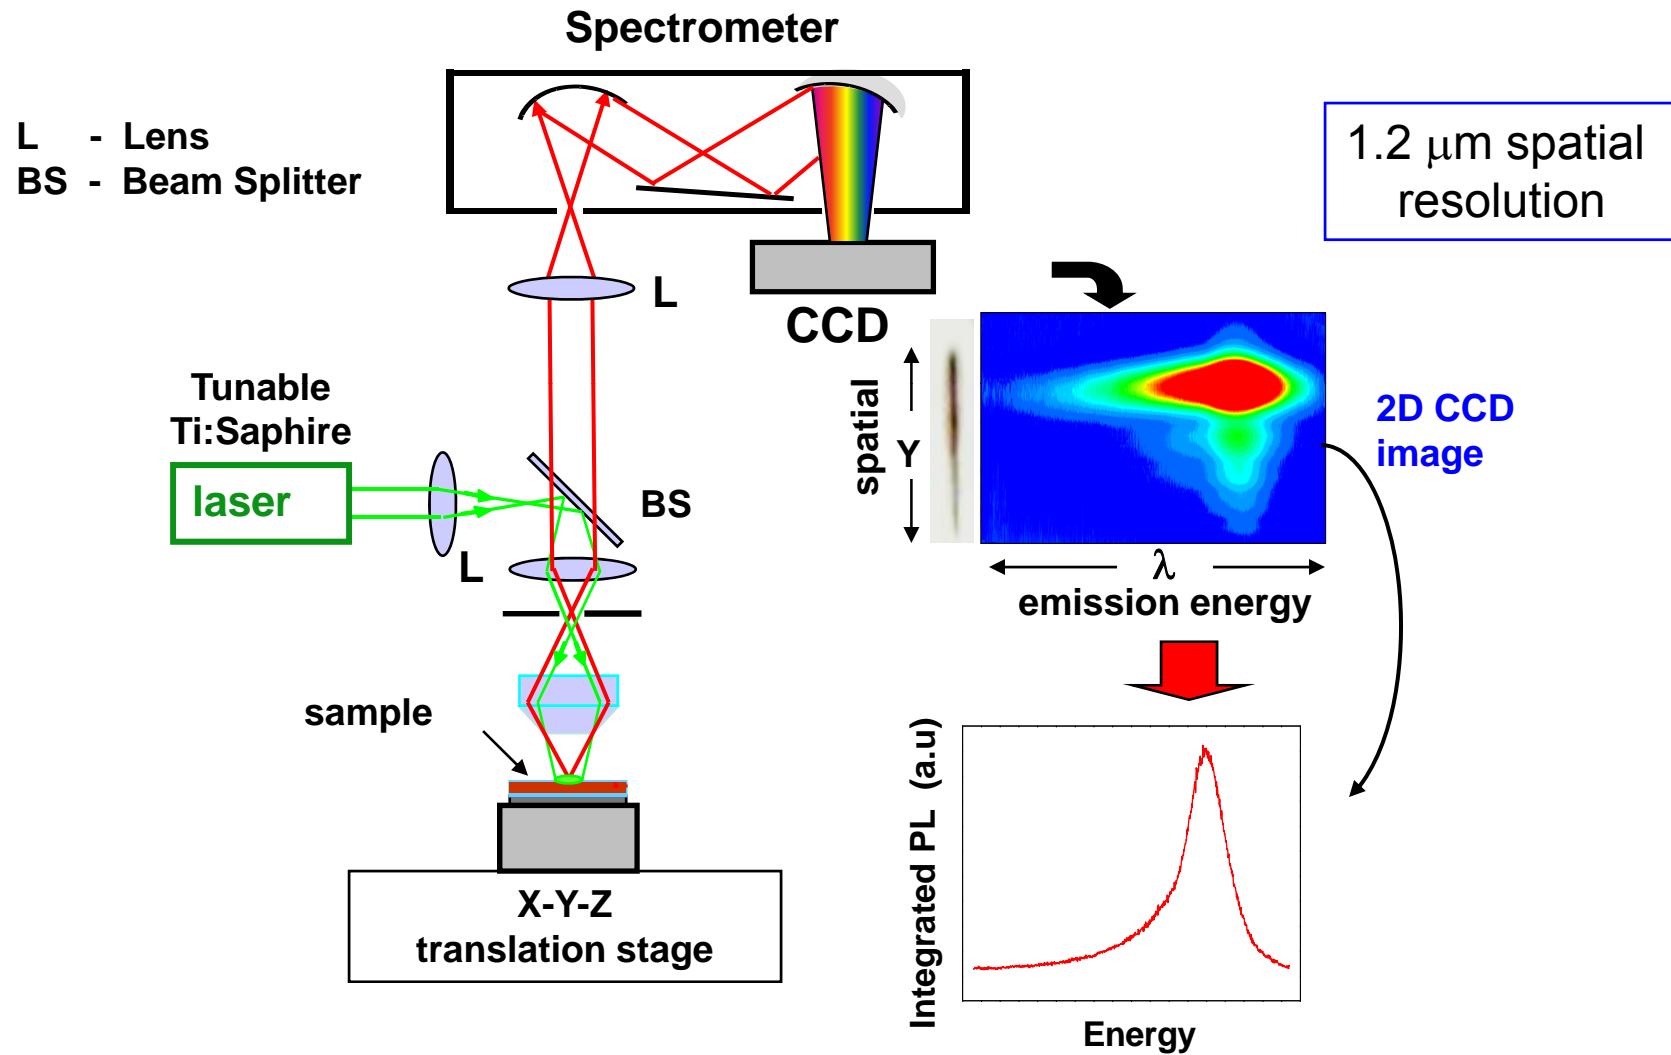 Spectrometer
L - Lens
BS - Beam Splitter
1.2 μm spatial
resolution
L
CCD
Tunable
Ti:Saphire
laser
BS
L
spatial
Y
2D CCD
image
λ
emission energy
sample
X-Y-Z
translation stage
Integrated PL (a.u)
Energy